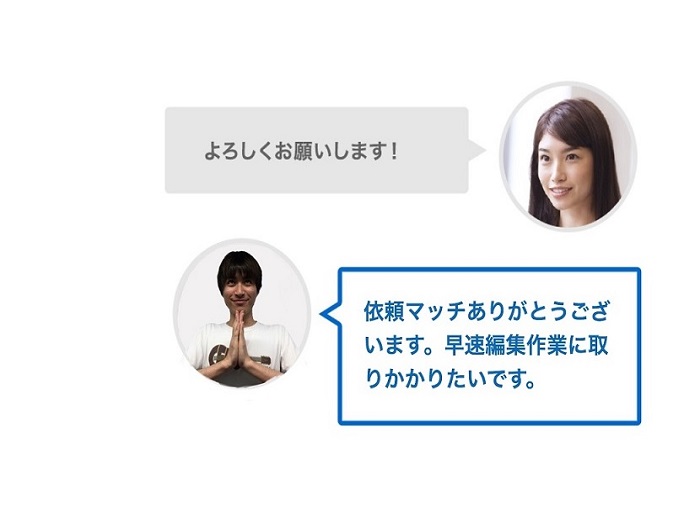 よろしくお願いします！
依頼マッチありがとうござ
います。早速編集作業に取
りかかりたいです。